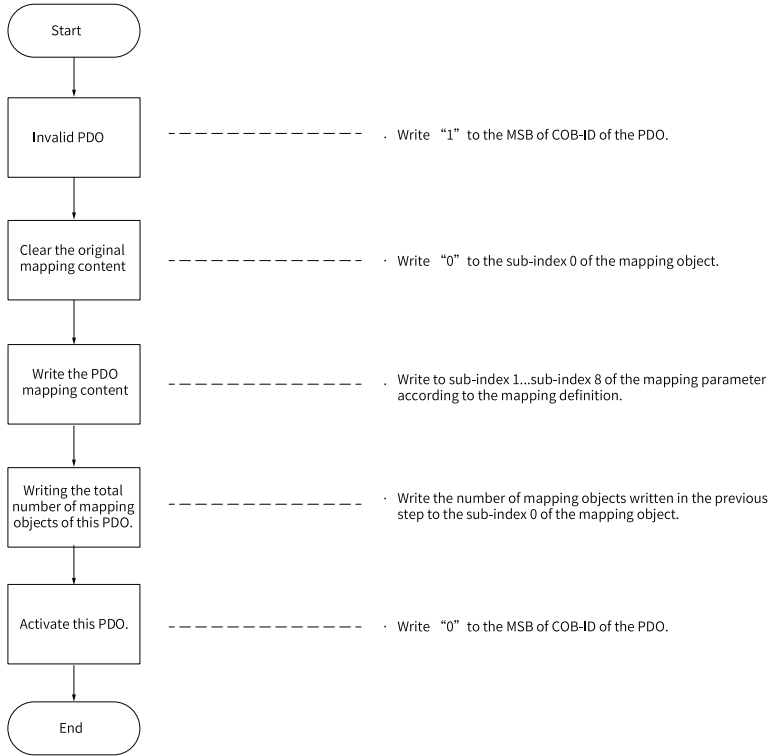 Start
Invalid PDO
· Write “1” to the MSB of COB-ID of the PDO.
Clear the original
mapping content
· Write “0” to the sub-index 0 of the mapping object.
Write the PDO
mapping content
· Write to sub-index 1...sub-index 8 of the mapping parameter
according to the mapping definition.
Writing the total
number of mapping
objects of this PDO.
· Write the number of mapping objects written in the previous
step to the sub-index 0 of the mapping object.
Activate this PDO.
· Write “0” to the MSB of COB-ID of the PDO.
End